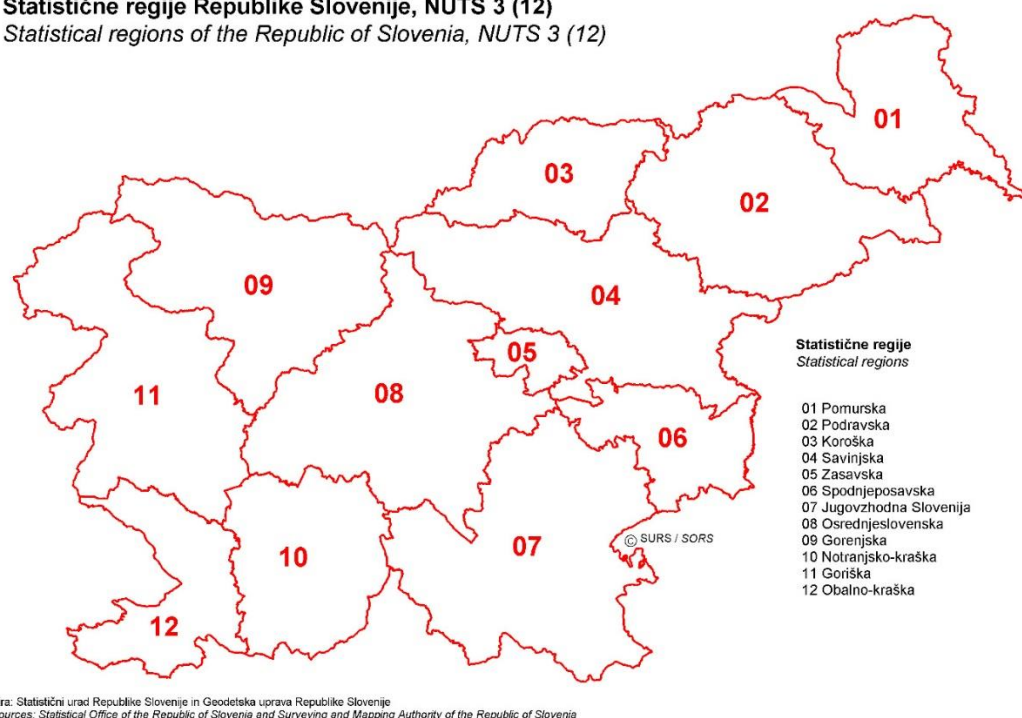 Statistične regije Republike Slovenije, NUTS 3 (12)
Statistical regions of the Republic of Slovenia, NUTS 3 (12)
01
03
02
09
04
05
11
08
06
Statistične regije
Statistical regions
01 Pomurska
02 Podravska
03 Koroška
04 Savinjska
05 Zasavska
06 Spodnjeposavska
07 Jugovzhodna Slovenija
08 Osrednjeslovenska
09 Gorenjska
10 Notranjsko-kraška
11 Goriška
12 Obalno-kraška
© SURS / SORS
07
10
12
ra: Statistični urad Republike Slovenije in Geodetska uprava Republike Slovenije
ources: Statistical Office of the Republic of Slovenia and Surveying and Mapping Authority of the Republic of Slovenia